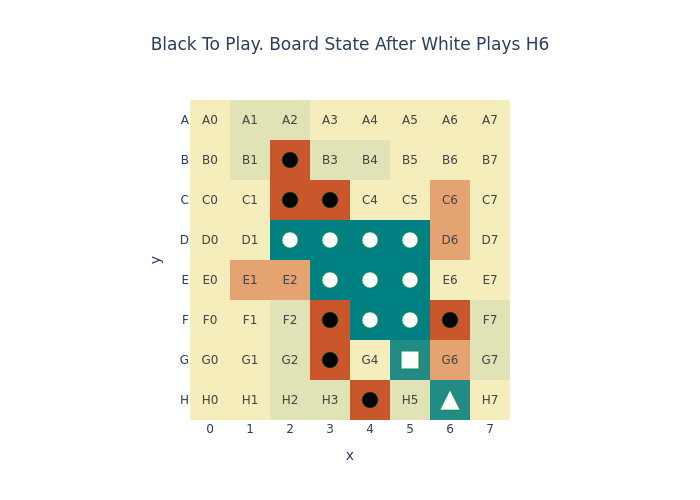 Black To Play. Board State After White Plays H6
A A0 A1 A2 A3 A4 A5 A6 A7
B B0 B1 B3 B4 B5 B6 B7
C C0 C1 C4 C5 C6 C7
D D0 D1 D6 D7
E E0 E1 E2 E6 E7
F F0 F1 F2 F7
G G0 G1 G2 G4 G6 G7
H H0 H1 H2 H3 H5 H7
0 1 2 3 4 5 6 7
x
y